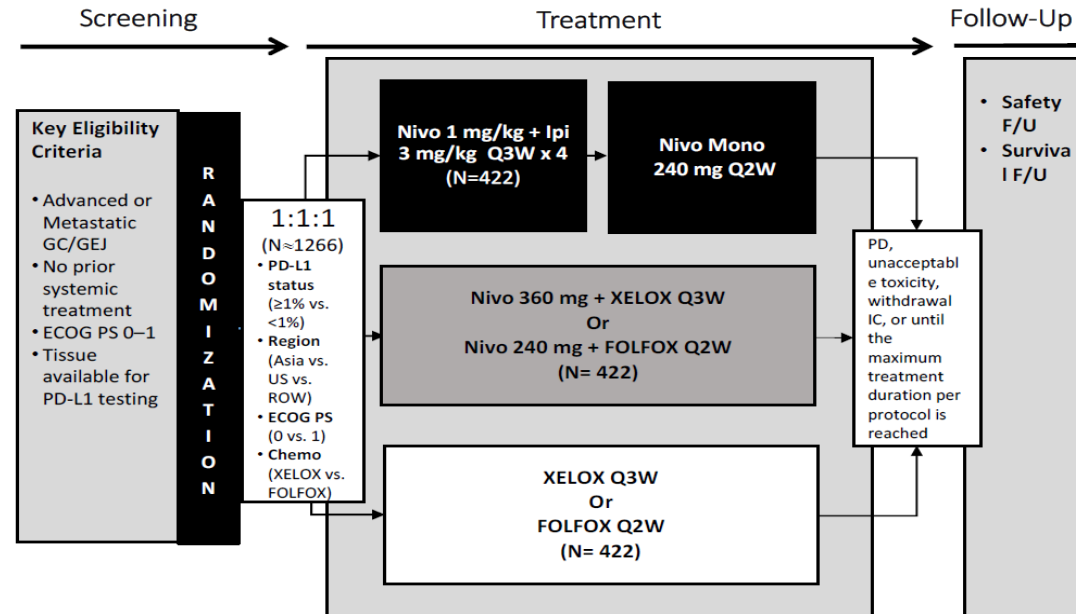 Screening
Treatment
Follow-Up
Key Eligibility
Criteria
• Advanced or
Metastatic
GC/GEJ
• No prior
systemic
treatment
• ECOG PS 0–1
• Tissue
available for
PD-L1 testing
R
A
N
D
O
M
I
Z
A
T
I
O
N
1:1:1
(N≈1266)
• PD-L1
status
(≥1% vs.
<1%)
• Region
(Asia vs.
US vs.
ROW)
• ECOG PS
(0 vs. 1)
• Chemo
(XELOX vs.
FOLFOX)
Nivo 1 mg/kg + Ipi
3 mg/kg Q3W x 4
(N=422)
Nivo Mono
240 mg Q2W
Nivo 360 mg + XELOX Q3W
Or
Nivo 240 mg + FOLFOX Q2W
(N= 422)
XELOX Q3W
Or
FOLFOX Q2W
(N= 422)
PD,
unacceptabl
e toxicity,
withdrawal
IC, or until
the
maximum
treatment
duration per
protocol is
reached
• Safety
F/U
• Surviva
l F/U